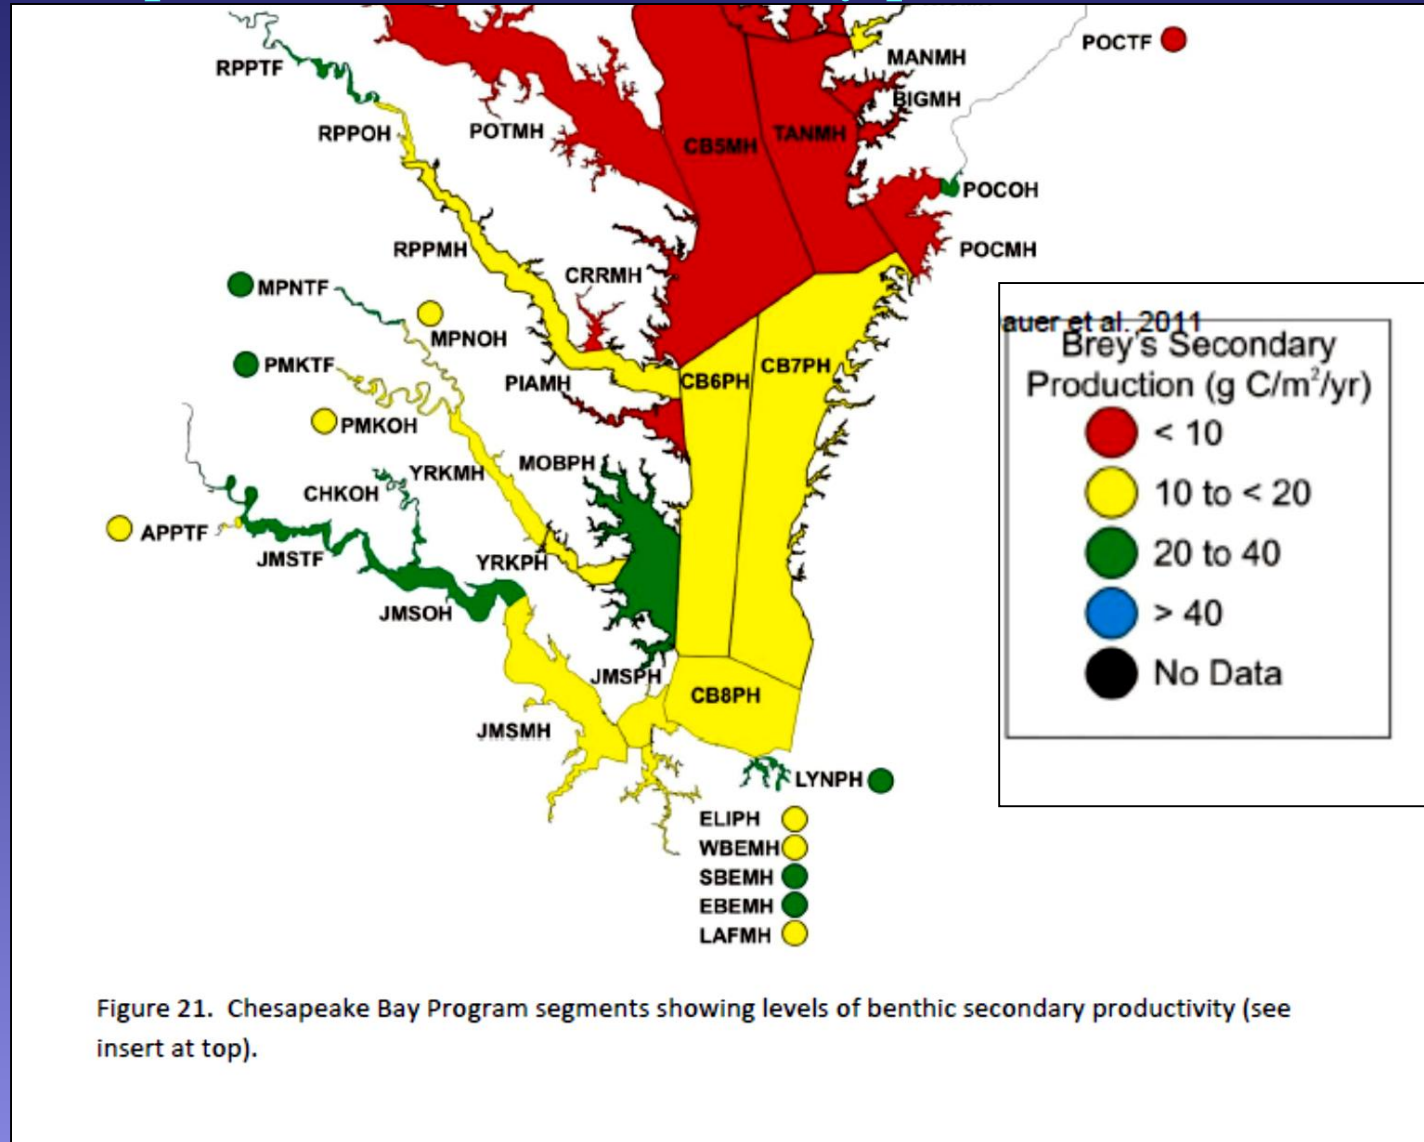 RPPTF
POCTF
MANMH
BIGMH
RPPOH
POTMH
CB5MH
TANMH
POCOH
RPPMH
POCMH
CRRMH
MPNTF
MPNOH
PMKTF
PIAMH
CB6PH
CB7PH
PMKOH
YRKMH
MOBPH
CHKOH
APPTF
JMSTF
YRKPH
JMSOH
JMSPH
CB8PH
JMSMH
LYNPH
ELIPH
WBEMH
SBEMH
EBEMH
LAFMH
auer et al. 2011
Brey's Secondary
Production (g C/m²/yr)
< 10
10 to < 20
20 to 40
> 40
No Data
Figure 21. Chesapeake Bay Program segments showing levels of benthic secondary productivity (see
insert at top).